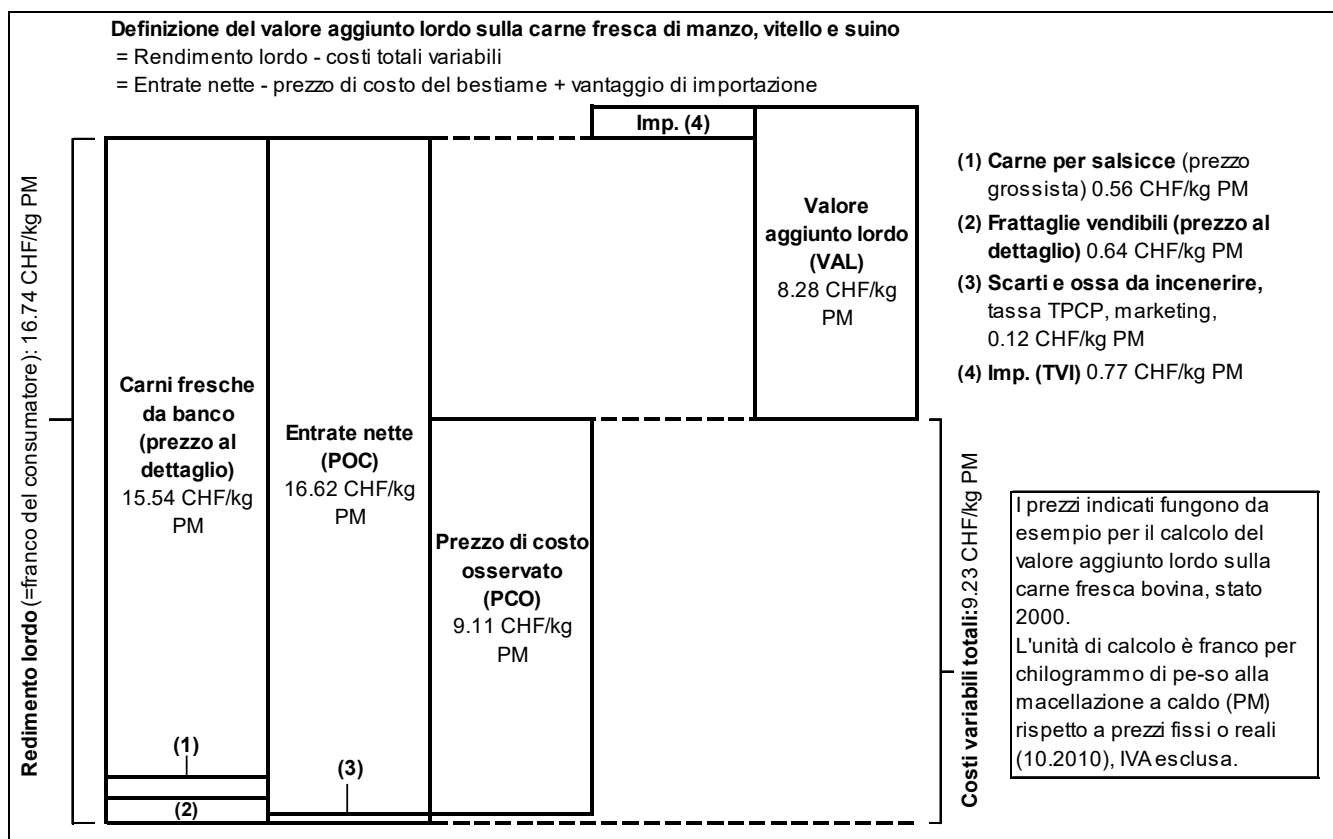 Definizione del valore aggiunto lordo sulla carne fresca di manzo, vitello e suino
= Rendimento lordo - costi totali variabili
= Entrate nette - prezzo di costo del bestiame + vantaggio di importazione
Redimento lordo (=franco del consumatore): 16.74 CHF/kg PM
Carni fresche
da banco
(prezzo al
dettaglio)
15.54 CHF/kg
PM
(1)
(2)
Entrate nette
(POC)
16.62 CHF/kg
PM
(3)
Prezzo di costo
osservato
(PCO)
9.11 CHF/kg
PM
Imp. (4)
Valore
aggiunto lordo
(VAL)
8.28 CHF/kg
PM
Costi variabili totali:9.23 CHF/kg PM
(1) Carne per salsicce (prezzo
grossista) 0.56 CHF/kg PM
(2) Frattaglie vendibili (prezzo al
dettaglio) 0.64 CHF/kg PM
(3) Scarti e ossa da incenerire,
tassa TPCP, marketing,
0.12 CHF/kg PM
(4) Imp. (TVI) 0.77 CHF/kg PM
I prezzi indicati fungono da
esempio per il calcolo del
valore aggiunto lordo sulla
carne fresca bovina, stato
2000.
L'unità di calcolo è franco per
chilogrammo di pe-so alla
macellazione a caldo (PM)
rispetto a prezzi fissi o reali
(10.2010), IVA esclusa.